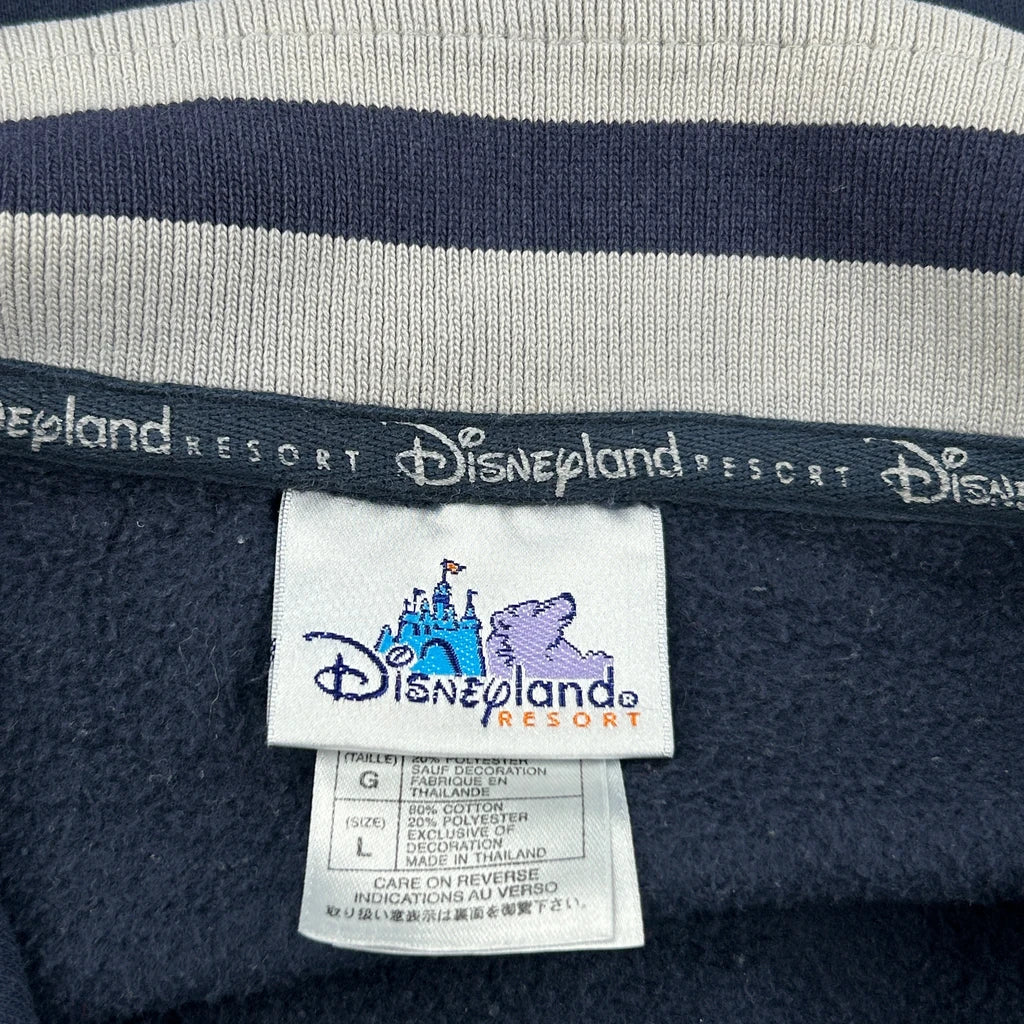 DISNEyland RESORT DISNEyland RESORT
DISNEyland®
RESORT
(TAILLE) 20% POLYESTER
G SAUF DECORATION
FABRIQUE EN
THAILANDE
80% COTTON
(SIZE) 20% POLYESTER
EXCLUSIVE OF
L DECORATION
MADE IN THAILAND
CARE ON REVERSE
INDICATIONS AU VERSO
取り扱い意表示は裏面を御覧下さい。